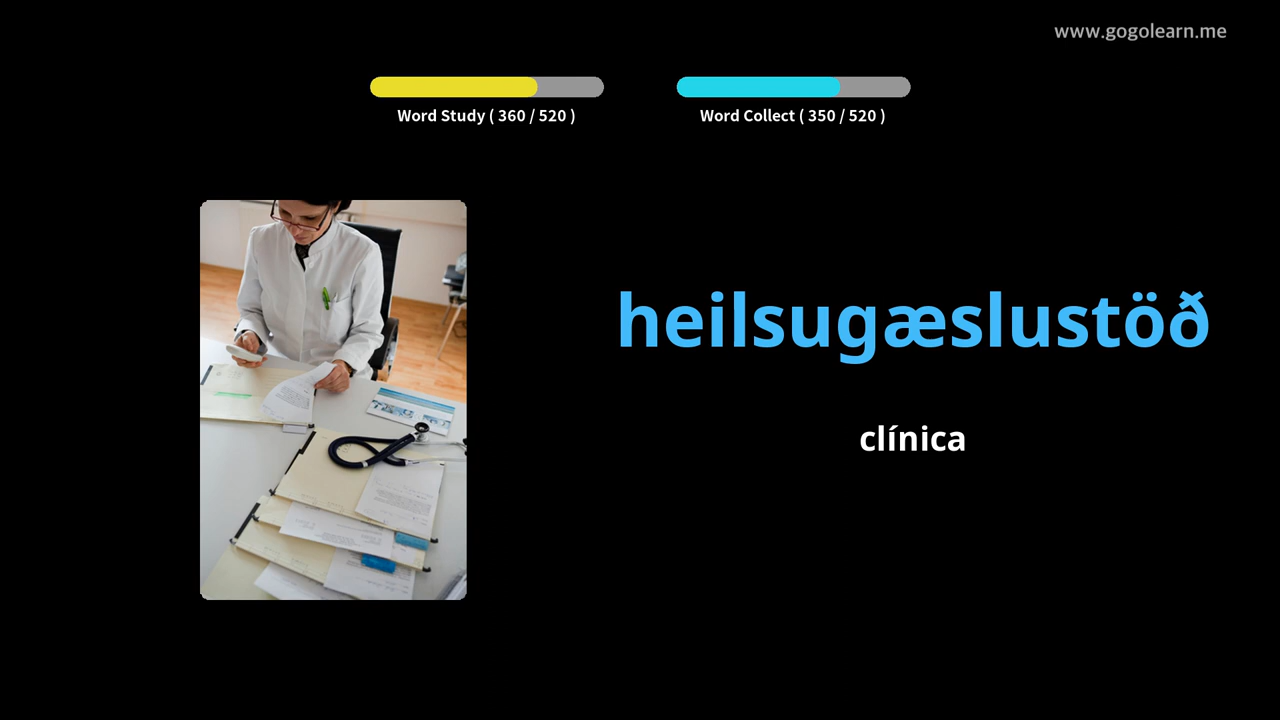 www.gogolearn.me
Word Study ( 360 / 520 )
Word Collect ( 350 / 520 )
heilsugæslustöð
clínica